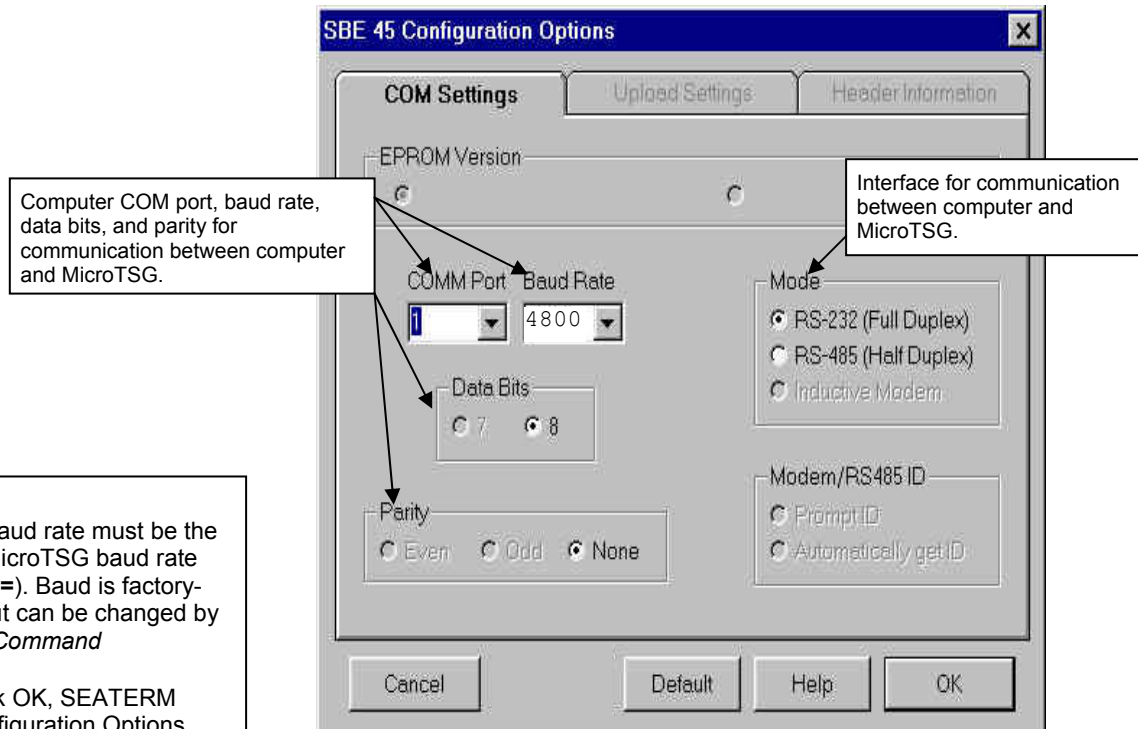 SBE 45 Configuration Options
COM Settings
Upload Settings
Header Information
EPROM Version
Computer COM port, baud rate,
data bits, and parity for
communication between computer
and MicroTSG.
Interface for communication
between computer and
MicroTSG.
COMM Port Baud Rate
1 4800
Mode
RS-232 (Full Duplex)
RS-485 (Half Duplex)
Inductive Modem
Data Bits
7 8
Modem/RS485 ID
Prompt ID
Automatically get ID
Parity
Even Odd None
aud rate must be the
icroTSG baud rate
=). Baud is factory-
ut can be changed by
Command
k OK, SEATERM
figuration Options
Cancel Default Help OK